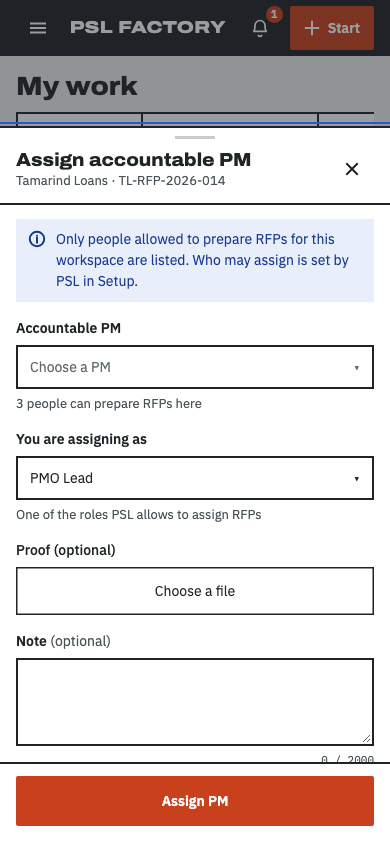 PSL FACTORY
1
Start
My work
Assign accountable PM
Tamarind Loans · TL-RFP-2026-014
Only people allowed to prepare RFPs for this
workspace are listed. Who may assign is set by
PSL in Setup.
Accountable PM
Choose a PM
3 people can prepare RFPs here
You are assigning as
PMO Lead
One of the roles PSL allows to assign RFPs
Proof (optional)
Choose a file
Note (optional)
0 / 2000
Assign PM